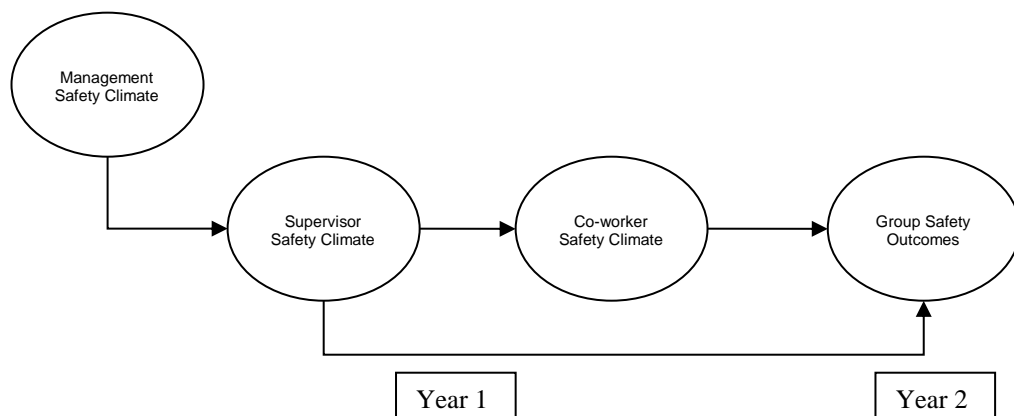 Management
Safety Climate
Supervisor
Safety Climate
Co-worker
Safety Climate
Group Safety
Outcomes
Year 1
Year 2